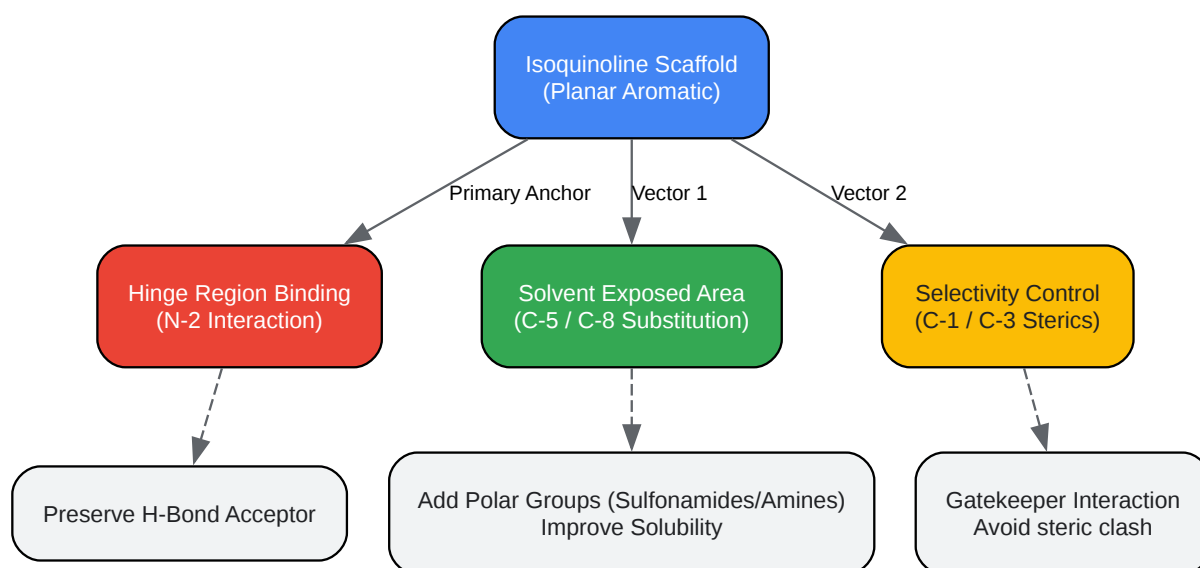 Isoquinoline Scaffold
(Planar Aromatic)
Primary Anchor
Vector 1
Vector 2
Hinge Region Binding
(N-2 Interaction)
Solvent Exposed Area
(C-5 / C-8 Substitution)
Selectivity Control
(C-1 / C-3 Sterics)
Preserve H-Bond Acceptor
Add Polar Groups (Sulfonamides/Amines)
Improve Solubility
Gatekeeper Interaction
Avoid steric clash